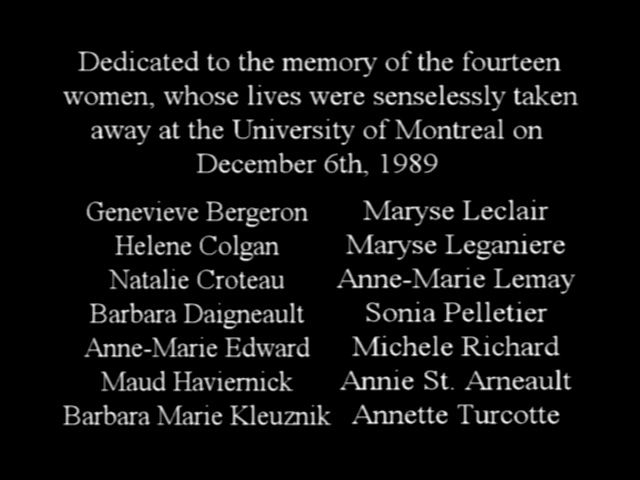 Dedicated to the memory of the fourteen
women, whose lives were senselessly taken
away at the University of Montreal on
December 6th, 1989
Genevieve Bergeron
Helene Colgan
Natalie Croteau
Barbara Daigneault
Anne-Marie Edward
Maud Haviernick
Barbara Marie Kleuznik
Maryse Leclair
Maryse Leganiere
Anne-Marie Lemay
Sonia Pelletier
Michele Richard
Annie St. Arneault
Annette Turcotte